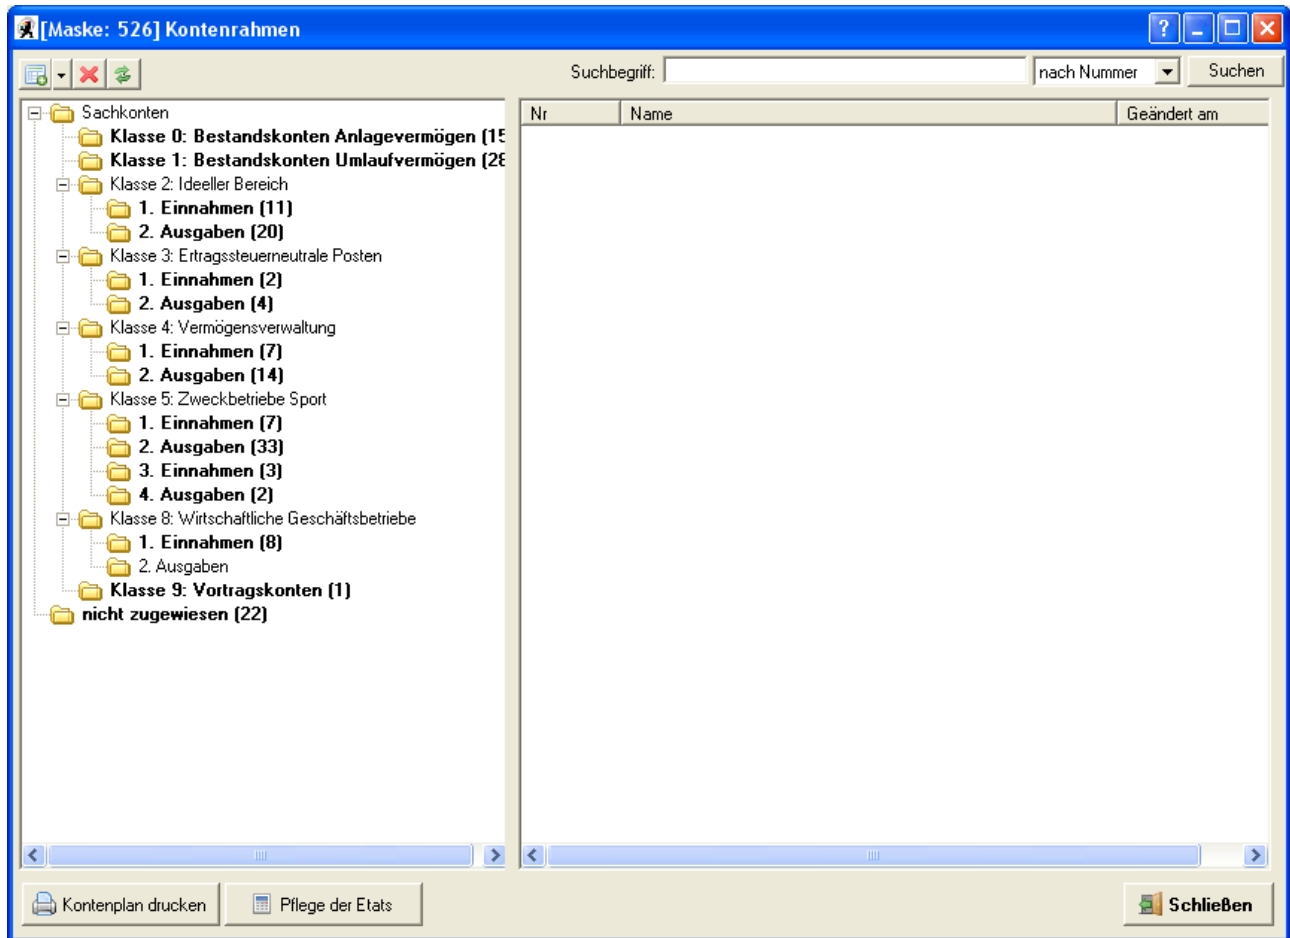 [Maske: 526] Kontenrahmen
Suchbegriff: nach Nummer Suchen
Sachkonten
Klasse 0: Bestandskonten Anlagevermögen (15
Klasse 1: Bestandskonten Umlaufvermögen (28
Klasse 2: Ideeller Bereich
1. Einnahmen (11)
2. Ausgaben (20)
Klasse 3: Ertragssteuerneutrale Posten
1. Einnahmen (2)
2. Ausgaben (4)
Klasse 4: Vermögensverwaltung
1. Einnahmen (7)
2. Ausgaben (14)
Klasse 5: Zweckbetriebe Sport
1. Einnahmen (7)
2. Ausgaben (33)
3. Einnahmen (3)
4. Ausgaben (2)
Klasse 8: Wirtschaftliche Geschäftsbetriebe
1. Einnahmen (8)
2. Ausgaben
Klasse 9: Vortragskonten (1)
nicht zugewiesen (22)
Nr Name Geändert am
Kontenplan drucken Pflege der Etats Schließen